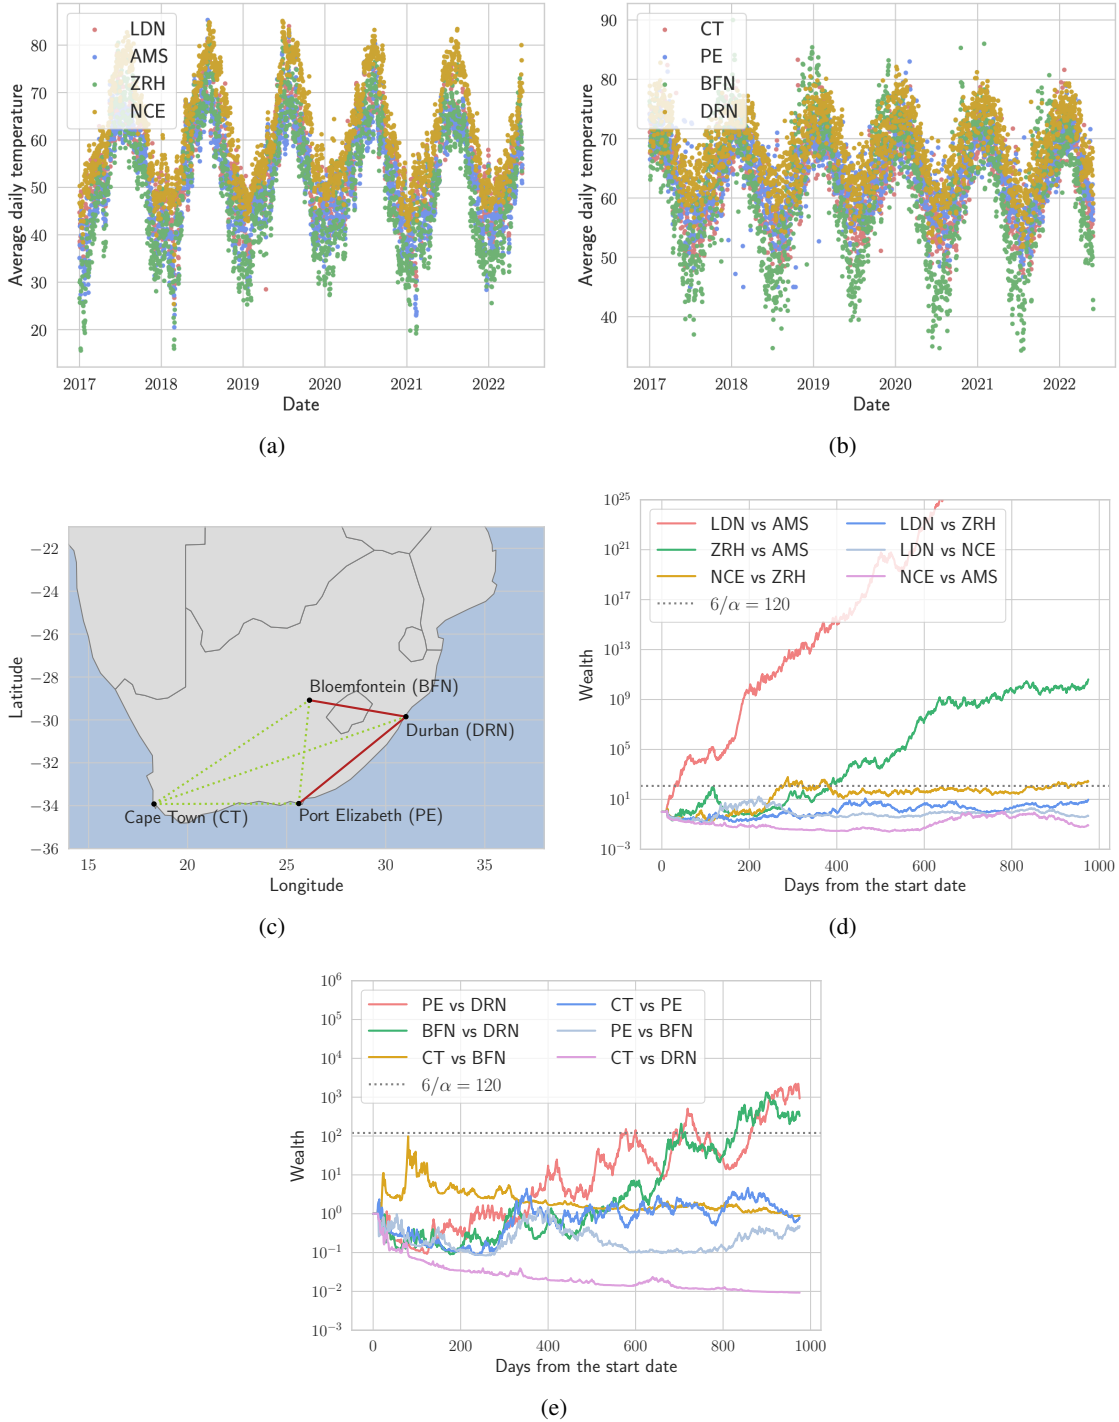 LDN
AMS
ZRH
NCE
80
70
60
50
40
30
20
Average daily temperature
2017 2018 2019 2020 2021 2022
Date
(a)
CT
PE
BFN
DRN
90
80
70
60
50
40
Average daily temperature
2017 2018 2019 2020 2021 2022
Date
(b)
−22
−24
−26
−28
−30
−32
−34
−36
Latitude
Bloemfontein (BFN)
Durban (DRN)
Cape Town (CT)
Port Elizabeth (PE)
15 20 25 30 35
Longitude
(c)
10^25
10^21
10^17
10^13
10^9
10^5
10^1
10^−3
Wealth
LDN vs AMS LDN vs ZRH
ZRH vs AMS LDN vs NCE
NCE vs ZRH NCE vs AMS
6/α = 120
0 200 400 600 800 1000
Days from the start date
(d)
10^6
10^5
10^4
10^3
10^2
10^1
10^0
10^−1
10^−2
10^−3
Wealth
PE vs DRN CT vs PE
BFN vs DRN PE vs BFN
CT vs BFN CT vs DRN
6/α = 120
0 200 400 600 800 1000
Days from the start date
(e)